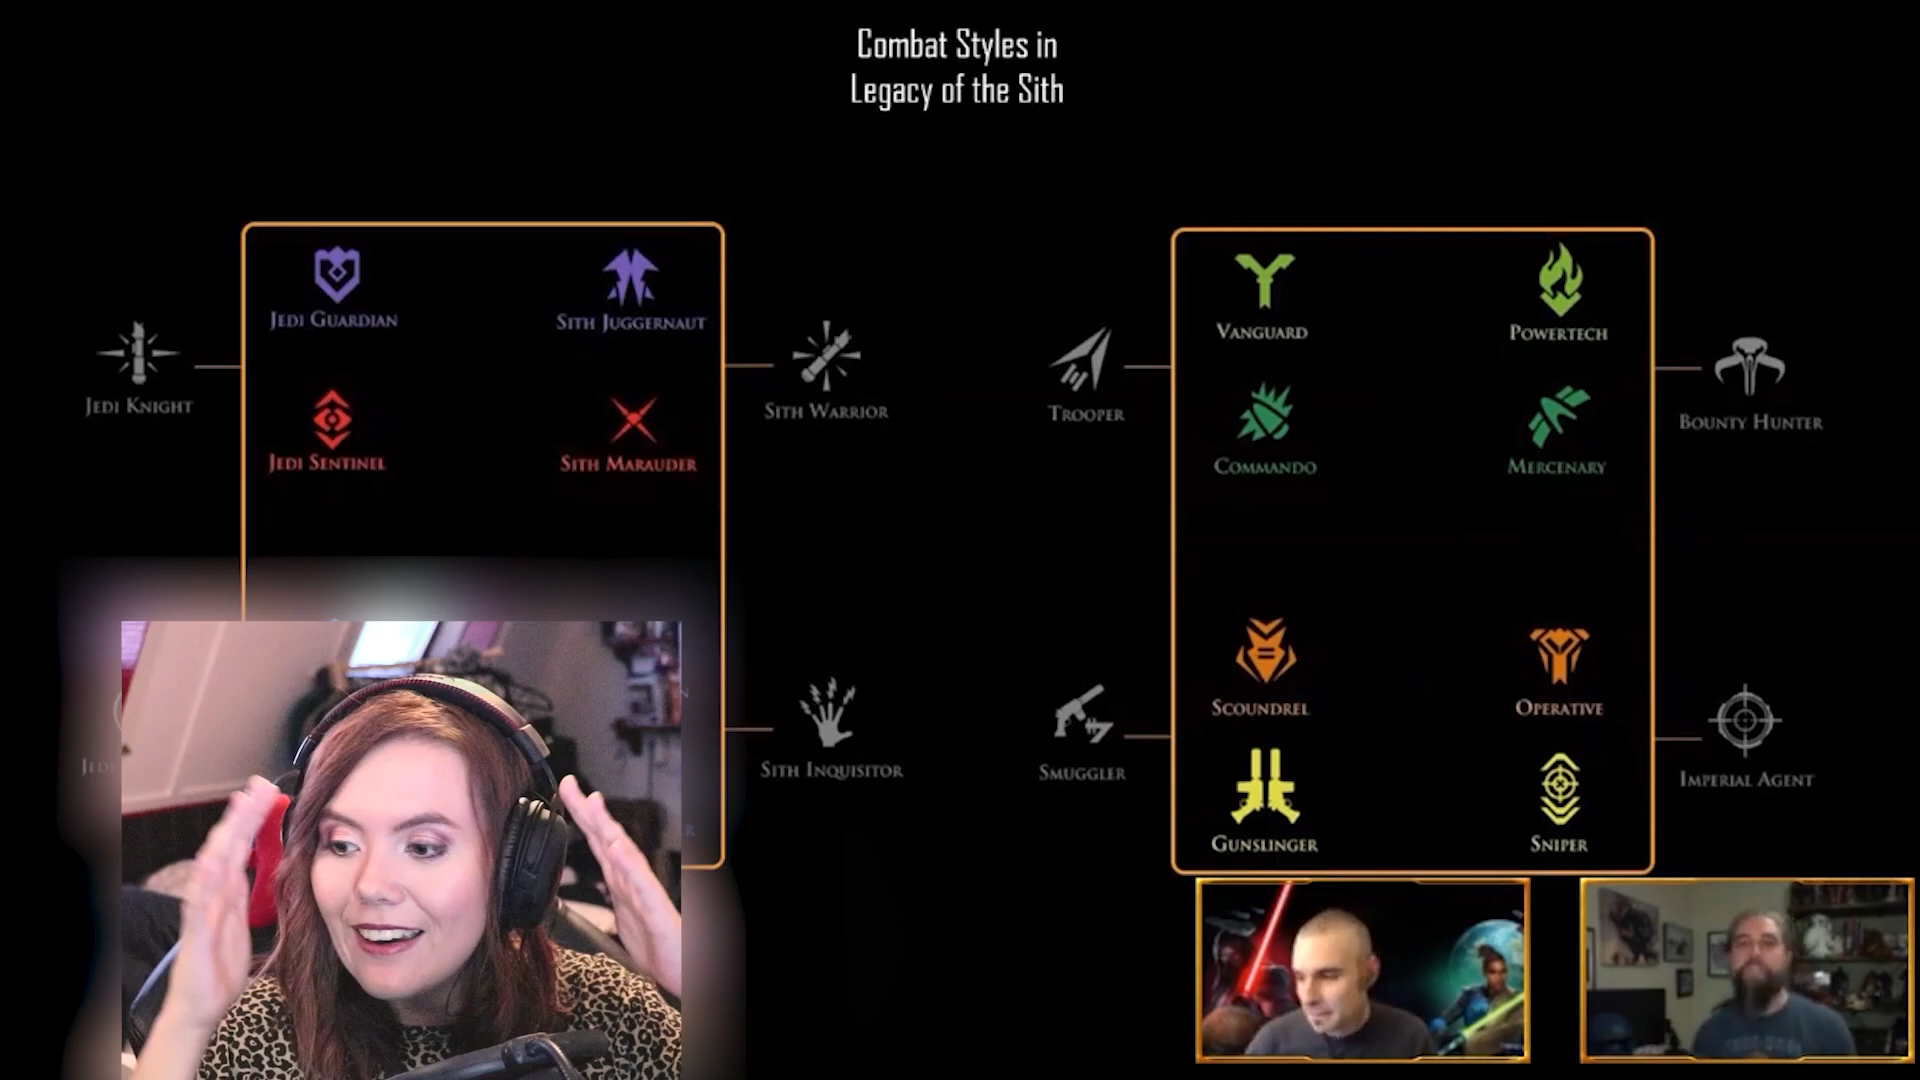 Combat Styles in
Legacy of the Sith
Jedi Guardian
Sith Juggernaut
Jedi Knight
Sith Warrior
Jedi Sentinel
Sith Marauder
Vanguard
Powertech
Trooper
Bounty Hunter
Commando
Mercenary
Sith Inquisitor
Scoundrel
Operative
Smuggler
Imperial Agent
Gunslinger
Sniper